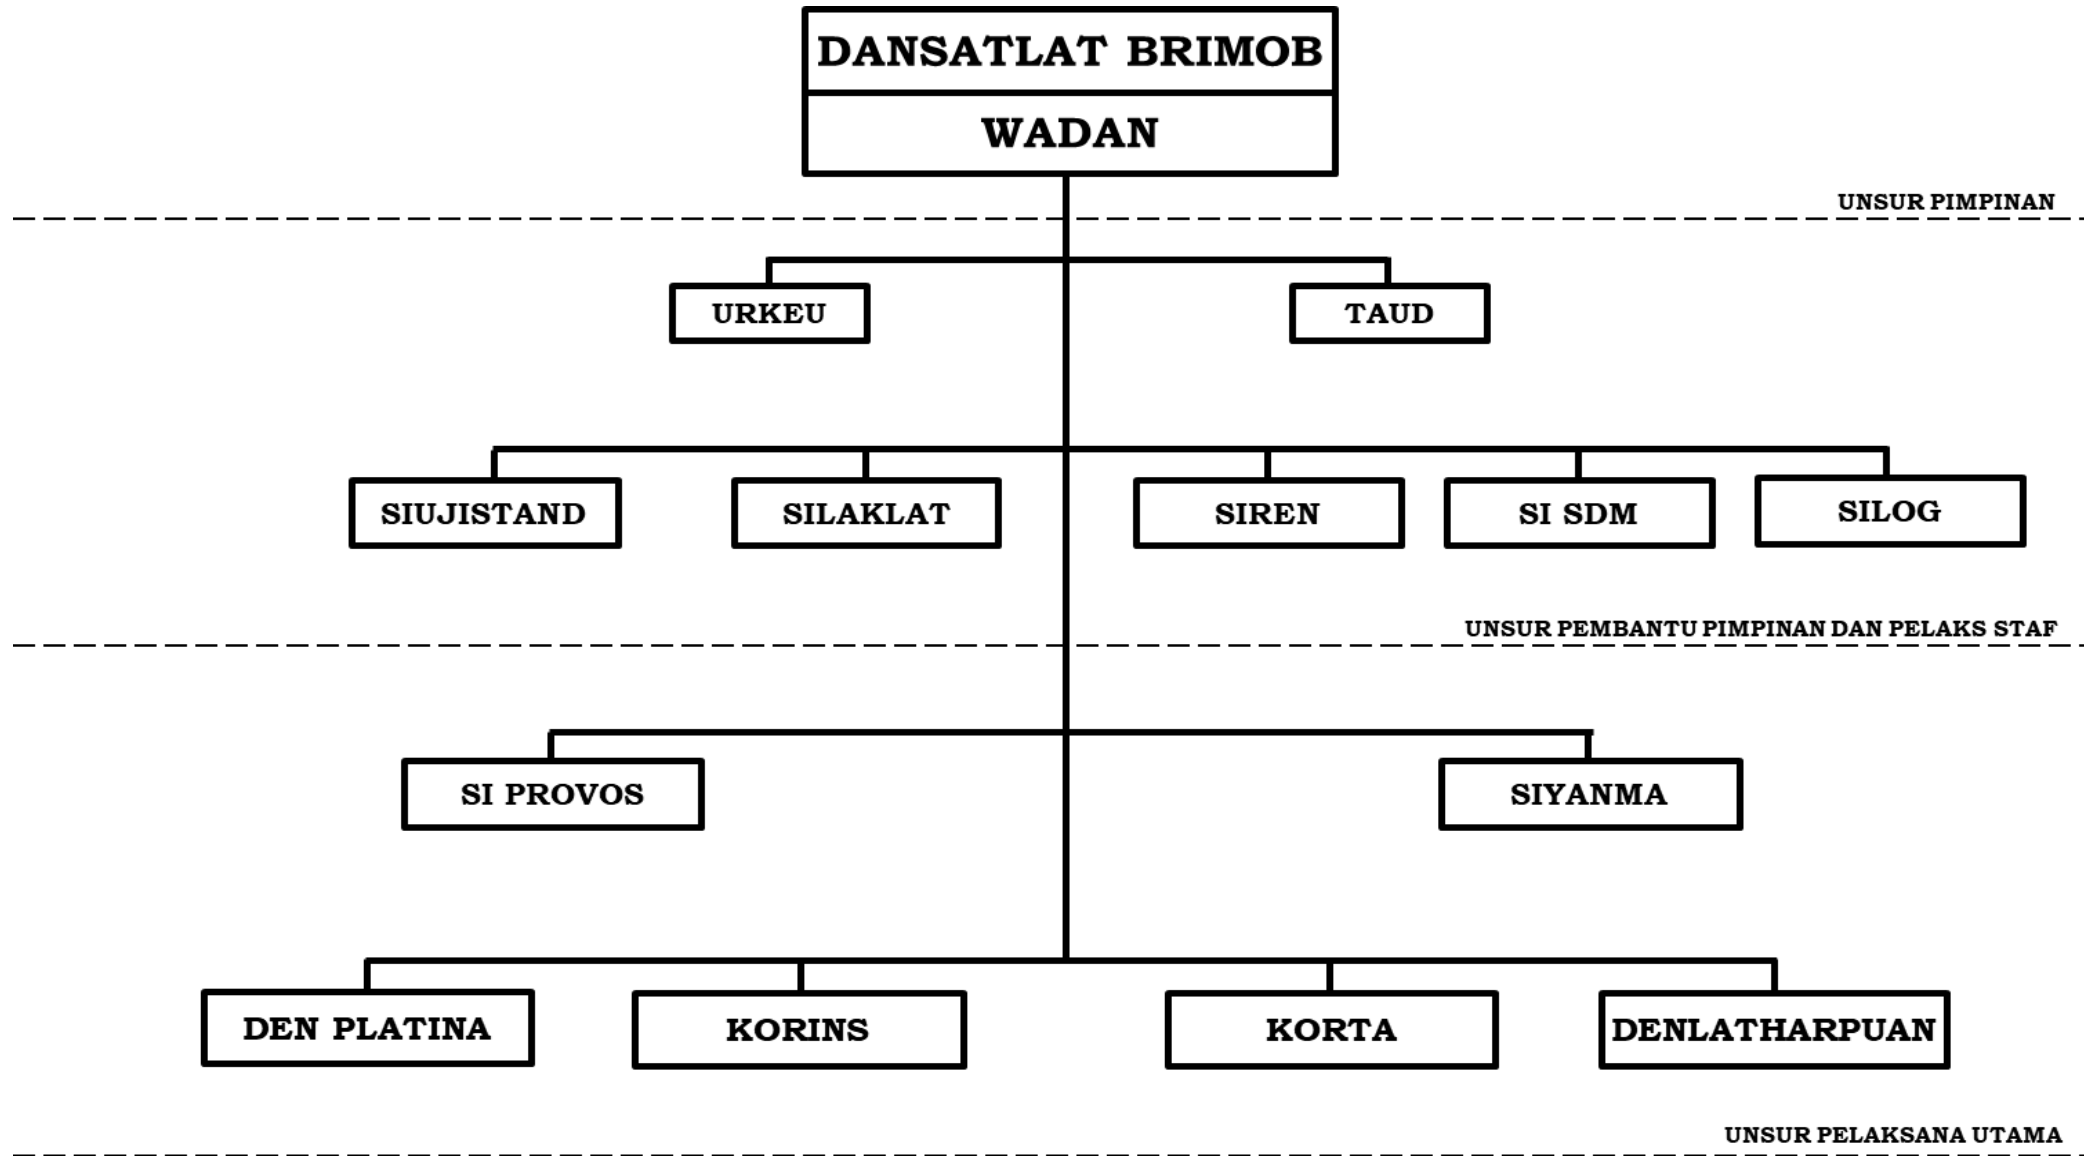 DANSATLAT BRIMOB
WADAN
UNSUR PIMPINAN
URKEU
TAUD
SIUJISTAND
SILAKLAT
SIREN
SI SDM
SILOG
UNSUR PEMBANTU PIMPINAN DAN PELAKS STAF
SI PROVOS
SIYANMA
DEN PLATINA
KORINS
KORTA
DENLATHARPUAN
UNSUR PELAKSANA UTAMA